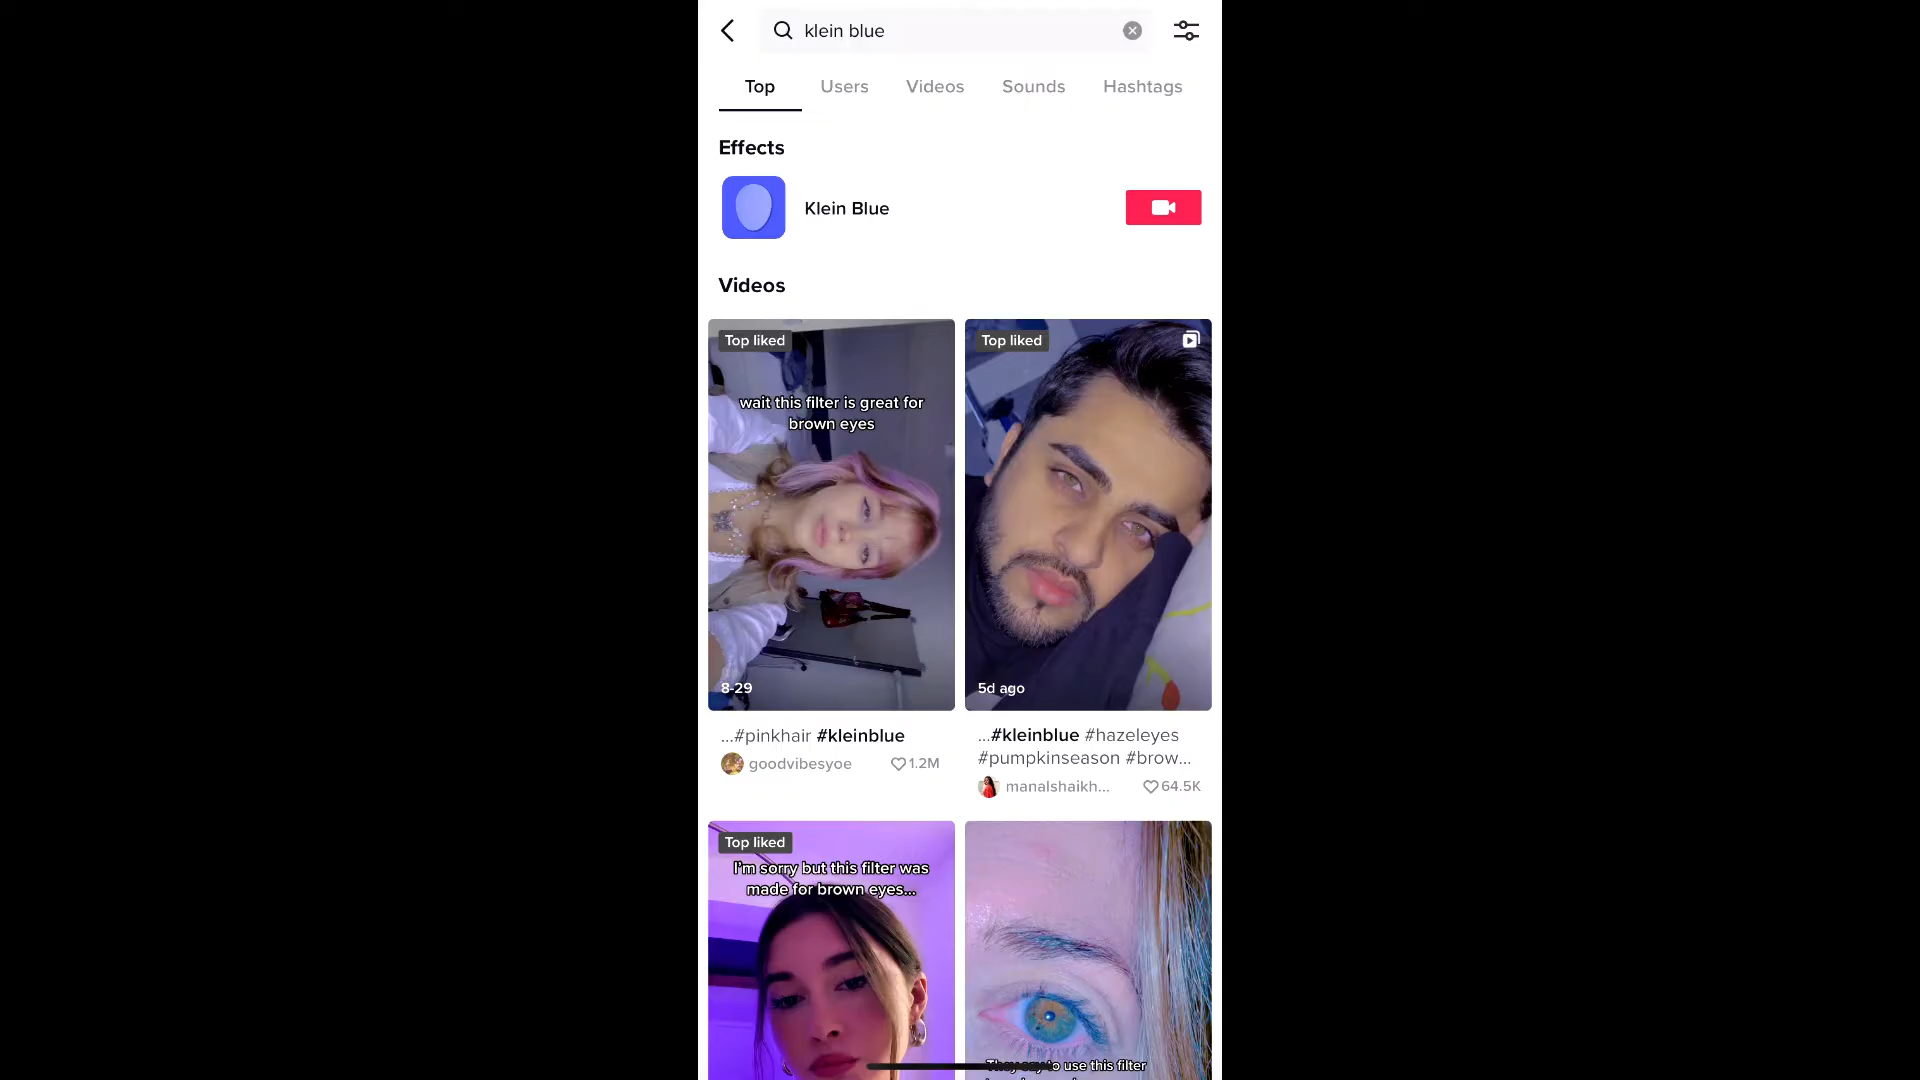 klein blue
Top Users Videos Sounds Hashtags
Effects
Klein Blue
Videos
Top liked
wait this filter is great for
brown eyes
8-29
...#pinkhair #kleinblue
goodvibesyoe 1.2M
Top liked
5d ago
...#kleinblue #hazeleyes
#pumpkinseason #brow...
manalshaikh... 64.5K
Top liked
I'm sorry but this filter was
made for brown eyes...
to use this filter